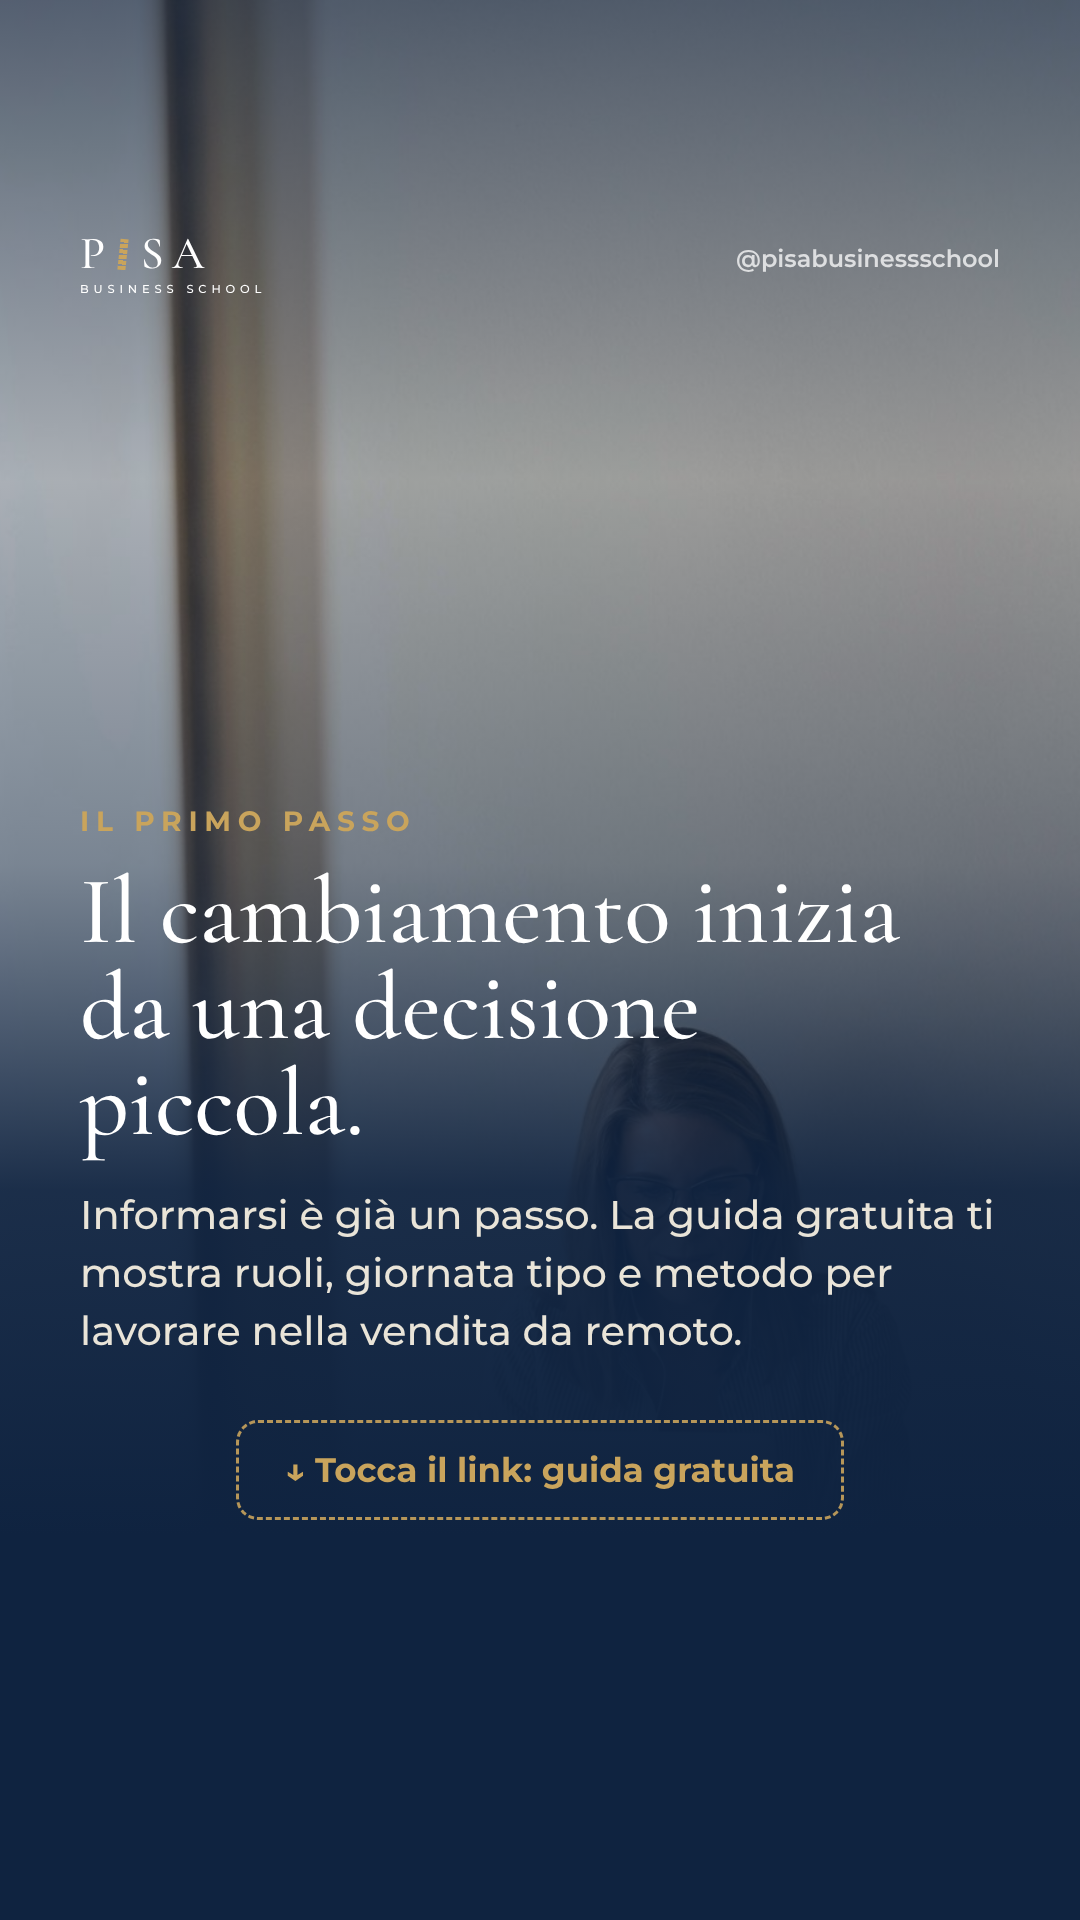 PISA
BUSINESS SCHOOL
@pisabusinessschool
IL PRIMO PASSO
Il cambiamento inizia
da una decisione
piccola.
Informarsi è già un passo. La guida gratuita ti
mostra ruoli, giornata tipo e metodo per
lavorare nella vendita da remoto.
↓ Tocca il link: guida gratuita